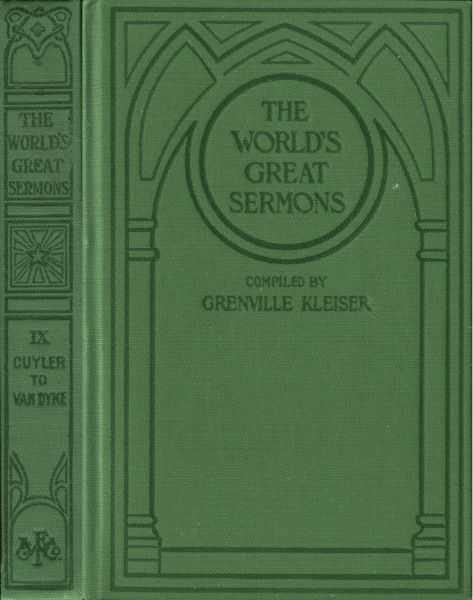 THE
WORLD'S
GREAT
SERMONS
IX
CUYLER
TO
VAN DYKE
THE
WORLD'S
GREAT
SERMONS
COMPILED BY
GRENVILLE KLEISER